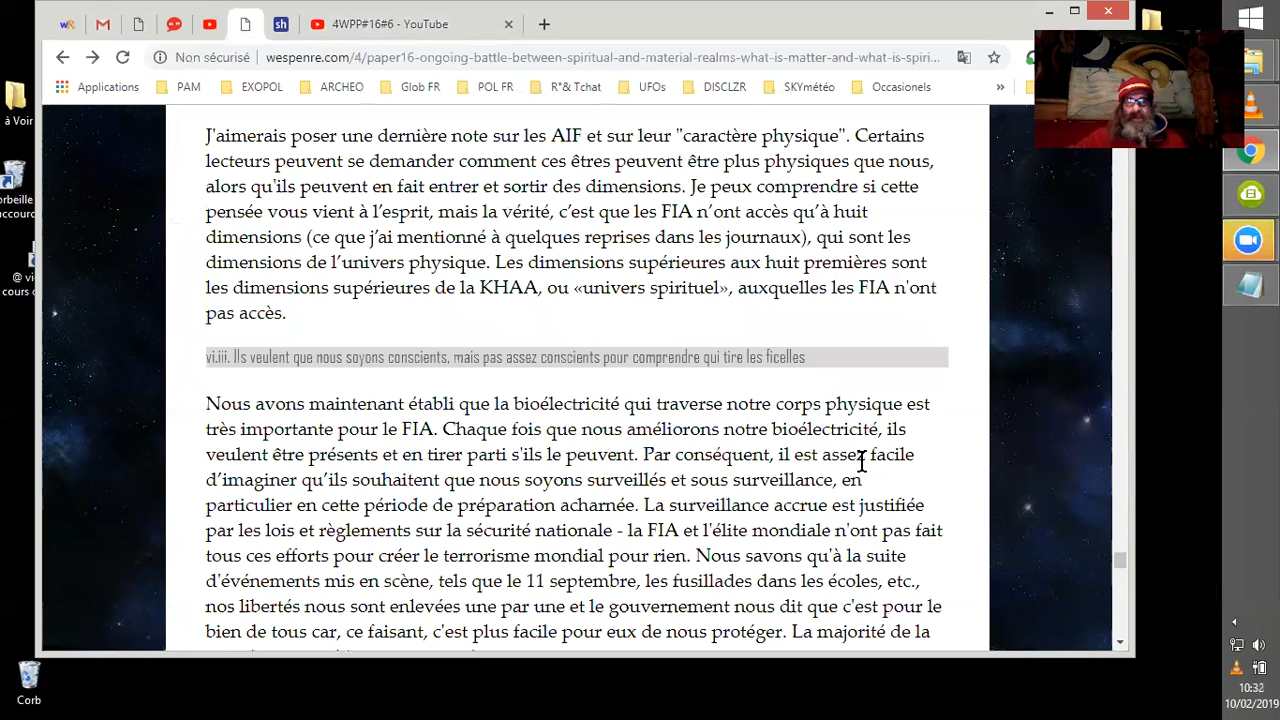 4WPP#16#6 - YouTube
Non sécurisé
wespenre.com/4/paper16-ongoing-battle-between-spiritual-and-material-realms-what-is-matter-and-what-is-spiri...
Applications
PAM
EXOPOL
ARCHEO
Glob FR
POL FR
R*& Tchat
UFOs
DISCLZR
SKYmétéo
Occasionels
»
à Voir
J'aimerais poser une dernière note sur les AIF et sur leur "caractère physique". Certains
lecteurs peuvent se demander comment ces êtres peuvent être plus physiques que nous,
alors qu'ils peuvent en fait entrer et sortir des dimensions. Je peux comprendre si cette
pensée vous vient à l’esprit, mais la vérité, c’est que les FIA n’ont accès qu’à huit
dimensions (ce que j’ai mentionné à quelques reprises dans les journaux), qui sont les
dimensions de l’univers physique. Les dimensions supérieures aux huit premières sont
les dimensions supérieures de la KHAA, ou «univers spirituel», auxquelles les FIA n'ont
pas accès.
vi.iii. Ils veulent que nous soyons conscients, mais pas assez conscients pour comprendre qui tire les ficelles
Nous avons maintenant établi que la bioélectricité qui traverse notre corps physique est
très importante pour le FIA. Chaque fois que nous améliorons notre bioélectricité, ils
veulent être présents et en tirer parti s'ils le peuvent. Par conséquent, il est assez facile
d’imaginer qu’ils souhaitent que nous soyons surveillés et sous surveillance, en
particulier en cette période de préparation acharnée. La surveillance accrue est justifiée
par les lois et règlements sur la sécurité nationale - la FIA et l'élite mondiale n'ont pas fait
tous ces efforts pour créer le terrorisme mondial pour rien. Nous savons qu'à la suite
d'événements mis en scène, tels que le 11 septembre, les fusillades dans les écoles, etc.,
nos libertés nous sont enlevées une par une et le gouvernement nous dit que c'est pour le
bien de tous car, ce faisant, c'est plus facile pour eux de nous protéger. La majorité de la
orbeille
ccourc
@ vi
cours c
Corb
10:32
10/02/2019